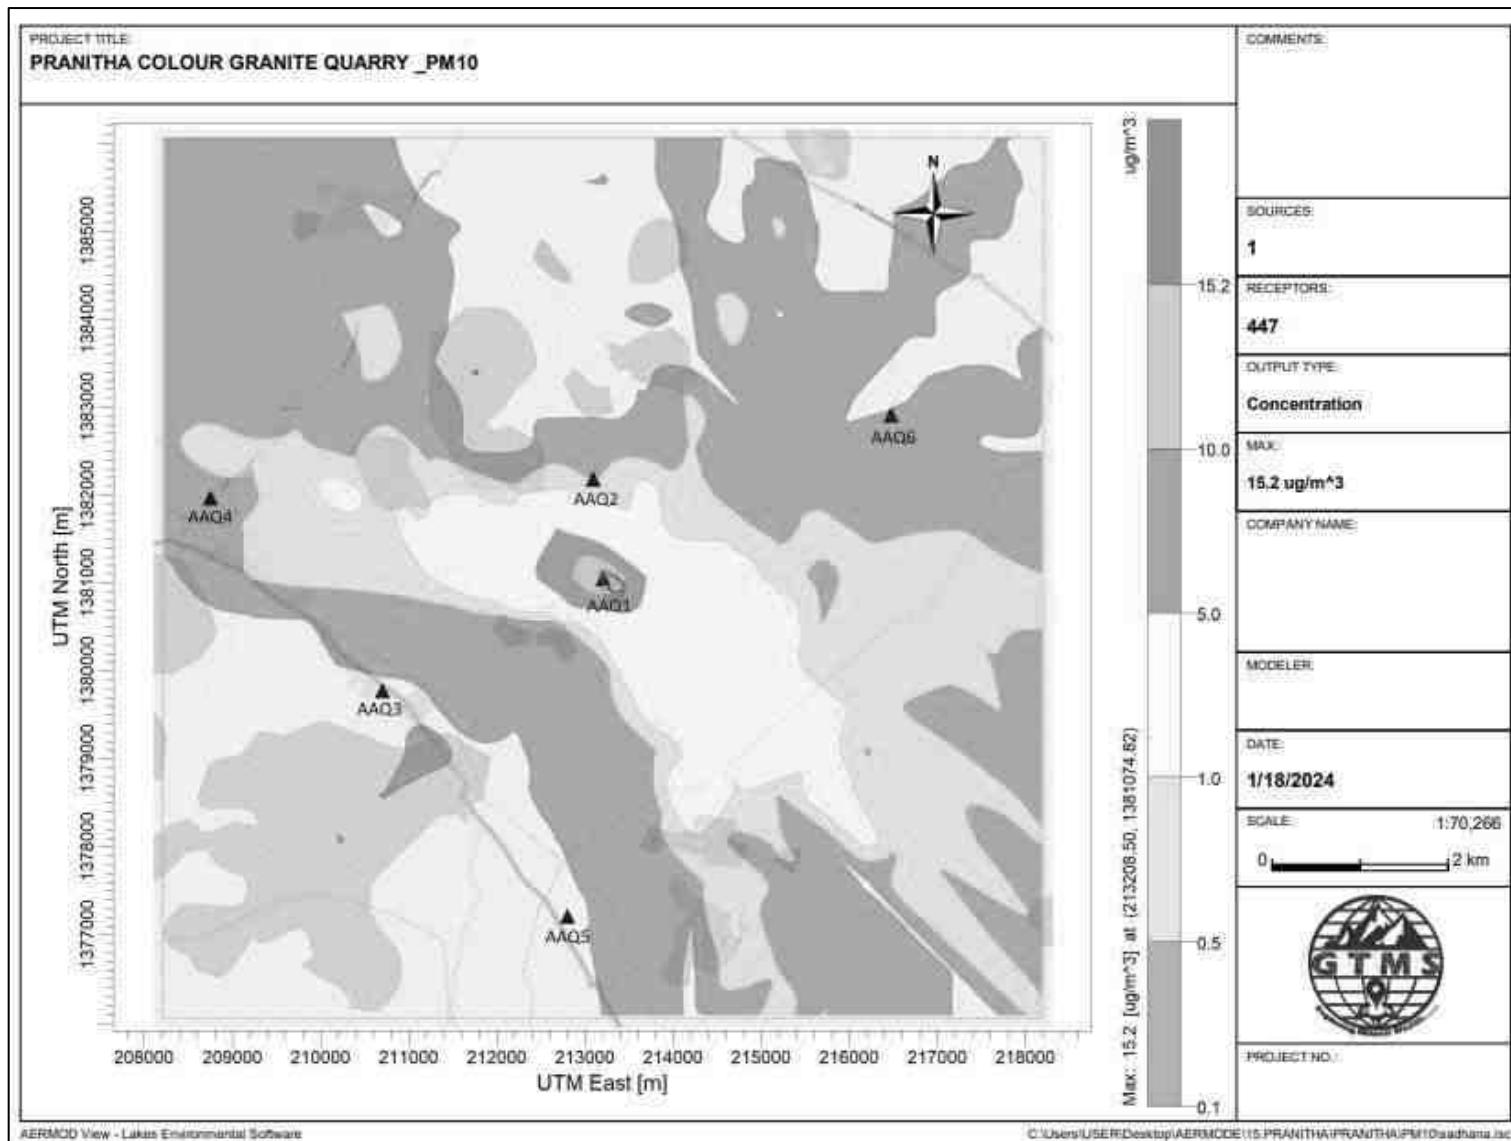 PROJECT TITLE:
PRANITHA COLOUR GRANITE QUARRY _PM10
COMMENTS:
SOURCES:
1
RECEPTORS:
447
OUTPUT TYPE:
Concentration
MAX:
15.2 ug/m^3
COMPANY NAME:
MODELER:
DATE:
1/18/2024
SCALE: 1:70,266
0 2 km
GTMS
PROJECT NO.:
UTM North [m]
1385000
1384000
1383000
1382000
1381000
1380000
1379000
1378000
1377000
N
AAQ6
AAQ2
AAQ4
AAQ1
AAQ3
AAQ5
208000 209000 210000 211000 212000 213000 214000 215000 216000 217000 218000
UTM East [m]
ug/m^3
15.2
10.0
5.0
1.0
0.5
0.1
Max: 15.2 [ug/m^3] at (213208.50, 1381074.62)
AERMOD View - Lakes Environmental Software